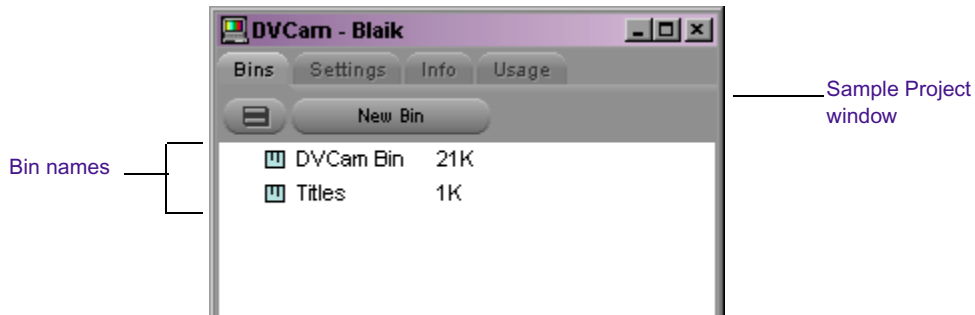 DVCam - Blaik
Bins Settings Info Usage
New Bin
Sample Project
window
Bin names
DVCam Bin 21K
Titles 1K